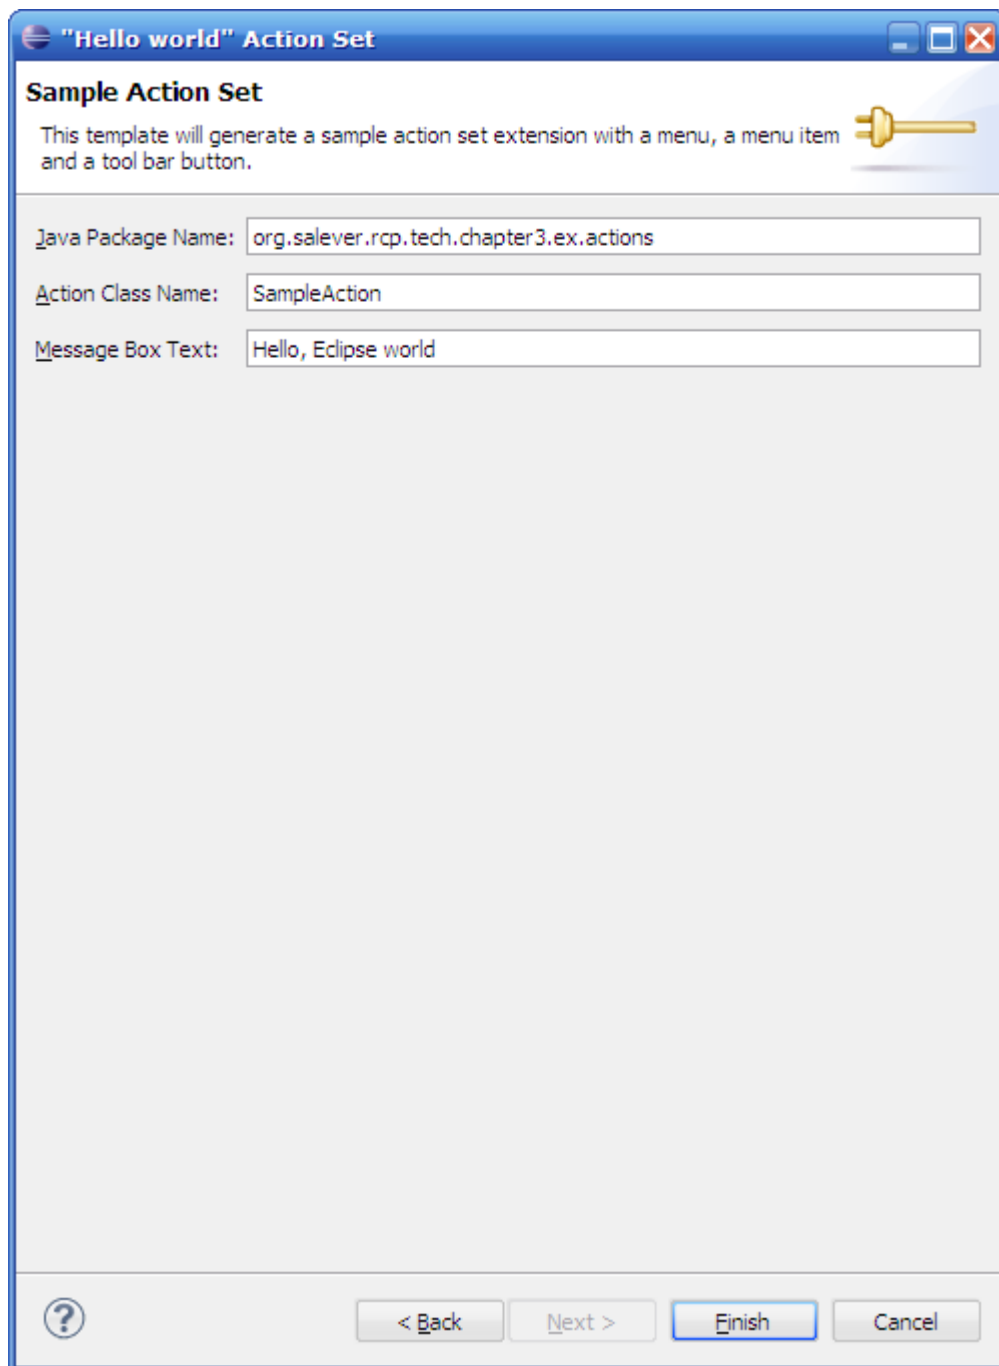 "Hello world" Action Set
Sample Action Set
This template will generate a sample action set extension with a menu, a menu item
and a tool bar button.
Java Package Name: org.salever.rcp.tech.chapter3.ex.actions
Action Class Name: SampleAction
Message Box Text: Hello, Eclipse world
? < Back Next > Finish Cancel